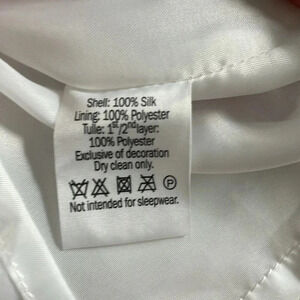 Shell: 100% Silk
Lining: 100% Polyester
Tulle: 1st/2nd layer:
100% Polyester
Exclusive of decoration
Dry clean only.
P
Not intended for sleepwear.